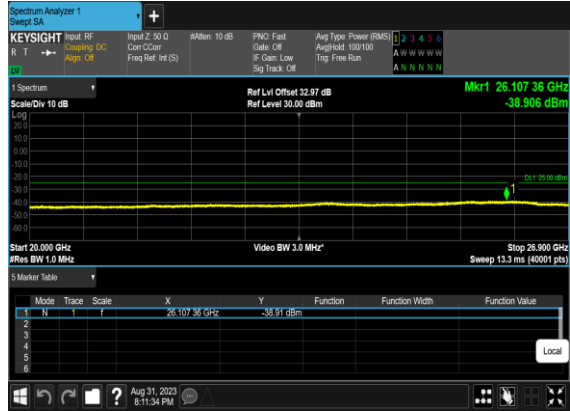 Spectrum Analyzer 1
Swept SA
+
KEYSIGHT Input: RF Input Z: 50 Ω #Atten: 10 dB PNO: Fast Avg Type: Power (RMS) 1 2 3 4 5 6
R T Coupling: DC Corr CCorr Gate: Off Avg|Hold: 100/100 A W W W W W
Align: Off Freq Ref: Int (S) IF Gain: Low Trig: Free Run
LV Sig Track: Off A N N N N N
1 Spectrum Ref Lvl Offset 32.97 dB Mkr1 26.107 36 GHz
Scale/Div 10 dB Ref Level 30.00 dBm -38.906 dBm
Log
20.0
10.0
0.00
-10.0
-20.0 DL1 -25.00 dBm
-30.0 1
-40.0
-50.0
-60.0
Start 20.000 GHz Video BW 3.0 MHz* Stop 26.900 GHz
#Res BW 1.0 MHz Sweep 13.3 ms (40001 pts)
5 Marker Table
Mode Trace Scale X Y Function Function Width Function Value
1 N 1 f 26.107 36 GHz -38.91 dBm
2
3
4
5
6
Local
? Aug 31, 2023
8:11:34 PM